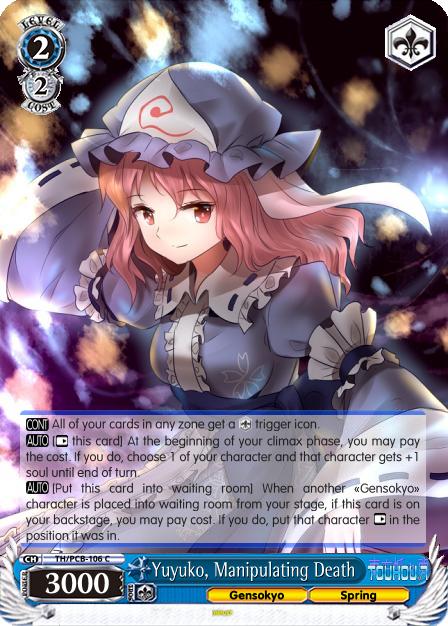 LEVEL
2
2
COST
CONT All of your cards in any zone get a trigger icon.
AUTO [ this card] At the beginning of your climax phase, you may pay
the cost. If you do, choose 1 of your character and that character gets +1
soul until end of turn.
AUTO [Put this card into waiting room] When another «Gensokyo»
character is placed into waiting room from your stage, if this card is on
your backstage, you may pay cost. If you do, put that character in the
position it was in.
CH TH/PCB-106 C
POWER 3000 SOUL Yuyuko, Manipulating Death
Gensokyo Spring